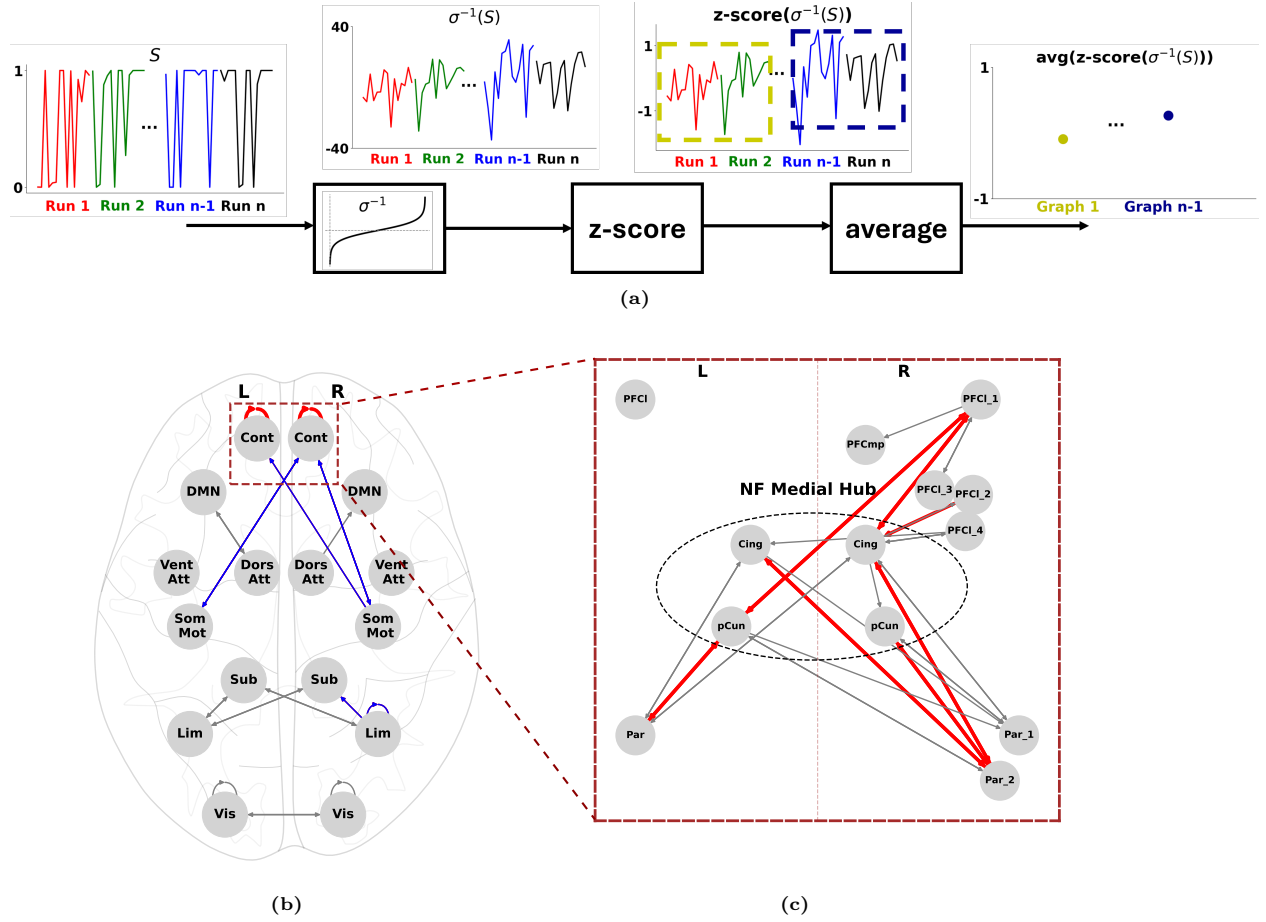 S
1
0
Run 1 Run 2 Run n-1 Run n
...
σ⁻¹(S)
40
-40
...
Run 1 Run 2 Run n-1 Run n
z-score(σ⁻¹(S))
1
-1
...
Run 1 Run 2 Run n-1 Run n
avg(z-score(σ⁻¹(S)))
1
-1
...
Graph 1 Graph n-1
σ⁻¹
z-score
average
(a)
L R
Cont Cont
DMN DMN
Vent
Att
Dors
Att
Dors
Att
Vent
Att
Som
Mot
Som
Mot
Sub Sub
Lim Lim
Vis Vis
(b)
L R
PFCl PFCl_1
PFCmp
NF Medial Hub
PFCl_3 PFCl_2
PFCl_4
Cing Cing
pCun pCun
Par Par_1
Par_2
(c)